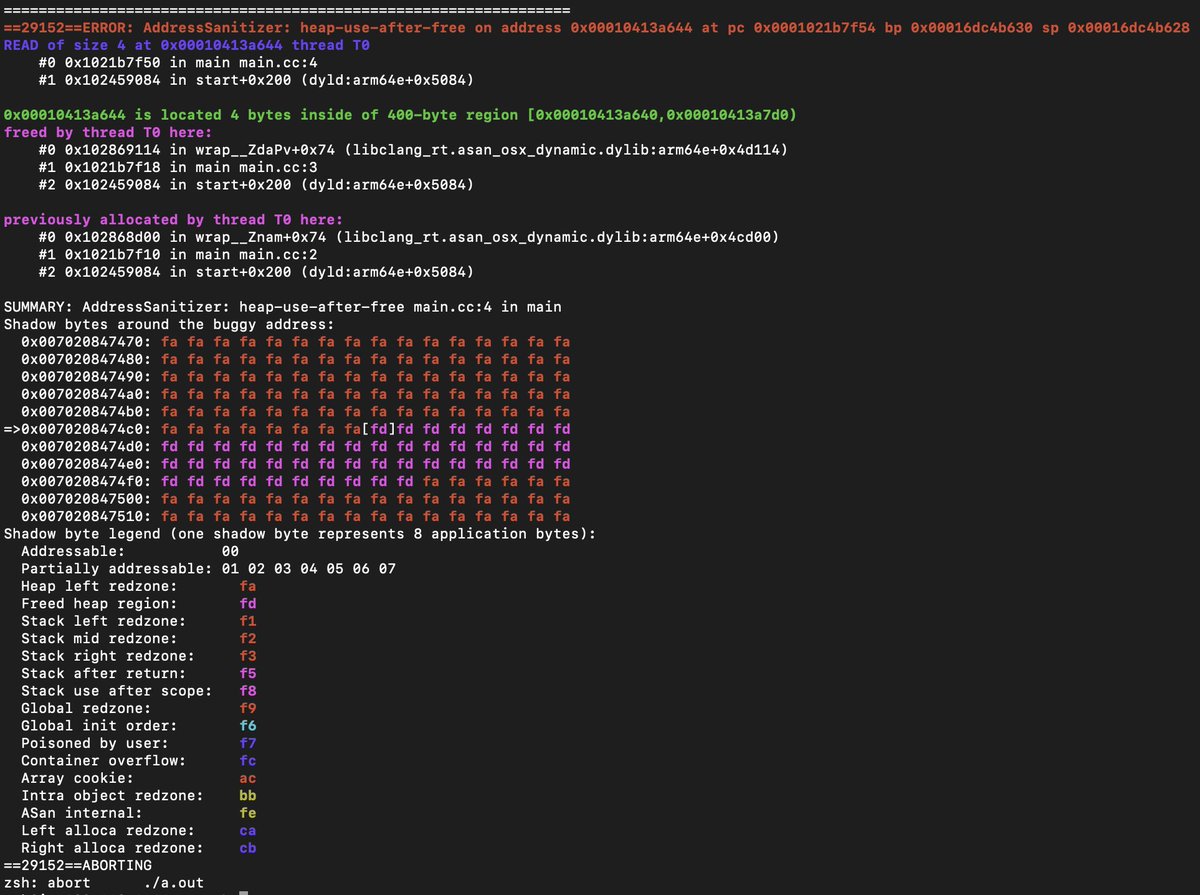 =================================================================
==29152==ERROR: AddressSanitizer: heap-use-after-free on address 0x00010413a644 at pc 0x0001021b7f54 bp 0x00016dc4b630 sp 0x00016dc4b628
READ of size 4 at 0x00010413a644 thread T0
    #0 0x1021b7f50 in main main.cc:4
    #1 0x102459084 in start+0x200 (dyld:arm64e+0x5084)

0x00010413a644 is located 4 bytes inside of 400-byte region [0x00010413a640,0x00010413a7d0)
freed by thread T0 here:
    #0 0x102869114 in wrap__ZdaPv+0x74 (libclang_rt.asan_osx_dynamic.dylib:arm64e+0x4d114)
    #1 0x1021b7f18 in main main.cc:3
    #2 0x102459084 in start+0x200 (dyld:arm64e+0x5084)

previously allocated by thread T0 here:
    #0 0x102868d00 in wrap__Znam+0x74 (libclang_rt.asan_osx_dynamic.dylib:arm64e+0x4cd00)
    #1 0x1021b7f10 in main main.cc:2
    #2 0x102459084 in start+0x200 (dyld:arm64e+0x5084)

SUMMARY: AddressSanitizer: heap-use-after-free main.cc:4 in main
Shadow bytes around the buggy address:
  0x007020847470: fa fa fa fa fa fa fa fa fa fa fa fa fa fa fa fa
  0x007020847480: fa fa fa fa fa fa fa fa fa fa fa fa fa fa fa fa
  0x007020847490: fa fa fa fa fa fa fa fa fa fa fa fa fa fa fa fa
  0x0070208474a0: fa fa fa fa fa fa fa fa fa fa fa fa fa fa fa fa
  0x0070208474b0: fa fa fa fa fa fa fa fa fa fa fa fa fa fa fa fa
=>0x0070208474c0: fa fa fa fa fa fa fa fa[fd]fd fd fd fd fd fd fd
  0x0070208474d0: fd fd fd fd fd fd fd fd fd fd fd fd fd fd fd fd
  0x0070208474e0: fd fd fd fd fd fd fd fd fd fd fd fd fd fd fd fd
  0x0070208474f0: fd fd fd fd fd fd fd fd fd fd fa fa fa fa fa fa
  0x007020847500: fa fa fa fa fa fa fa fa fa fa fa fa fa fa fa fa
  0x007020847510: fa fa fa fa fa fa fa fa fa fa fa fa fa fa fa fa
Shadow byte legend (one shadow byte represents 8 application bytes):
  Addressable:           00
  Partially addressable: 01 02 03 04 05 06 07
  Heap left redzone:       fa
  Freed heap region:       fd
  Stack left redzone:      f1
  Stack mid redzone:       f2
  Stack right redzone:     f3
  Stack after return:      f5
  Stack use after scope:   f8
  Global redzone:          f9
  Global init order:       f6
  Poisoned by user:        f7
  Container overflow:      fc
  Array cookie:            ac
  Intra object redzone:    bb
  ASan internal:           fe
  Left alloca redzone:     ca
  Right alloca redzone:    cb
==29152==ABORTING
zsh: abort      ./a.out